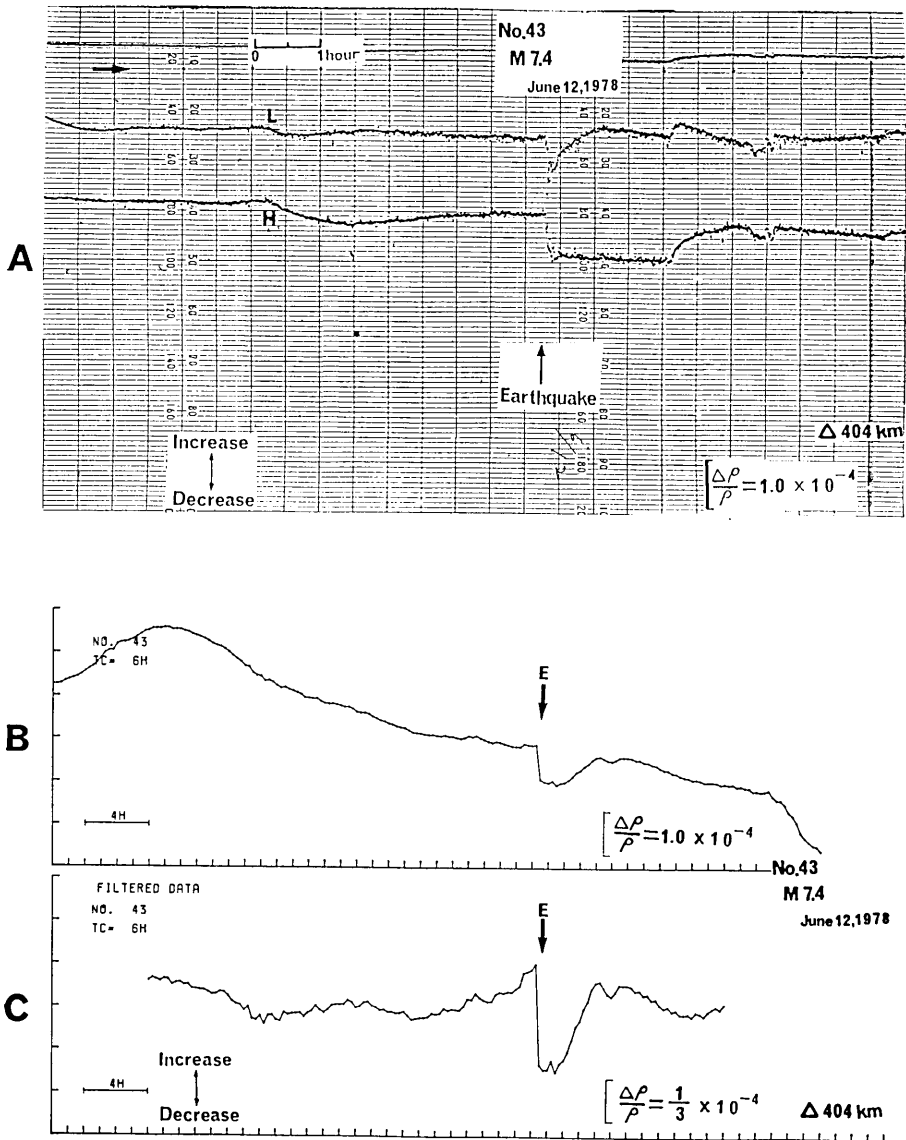 No.43
M 7.4
June 12,1978
0 1hour
L
H
A
Earthquake
Increase
Decrease
Δ 404 km
Δρ/ρ = 1.0 × 10⁻⁴
NO. 43
TC= 6H
E
B
4H
Δρ/ρ = 1.0 × 10⁻⁴
No.43
M 7.4
June 12,1978
FILTERED DATA
NO. 43
TC= 6H
E
C
Increase
Decrease
4H
Δρ/ρ = 1/3 × 10⁻⁴
Δ 404 km